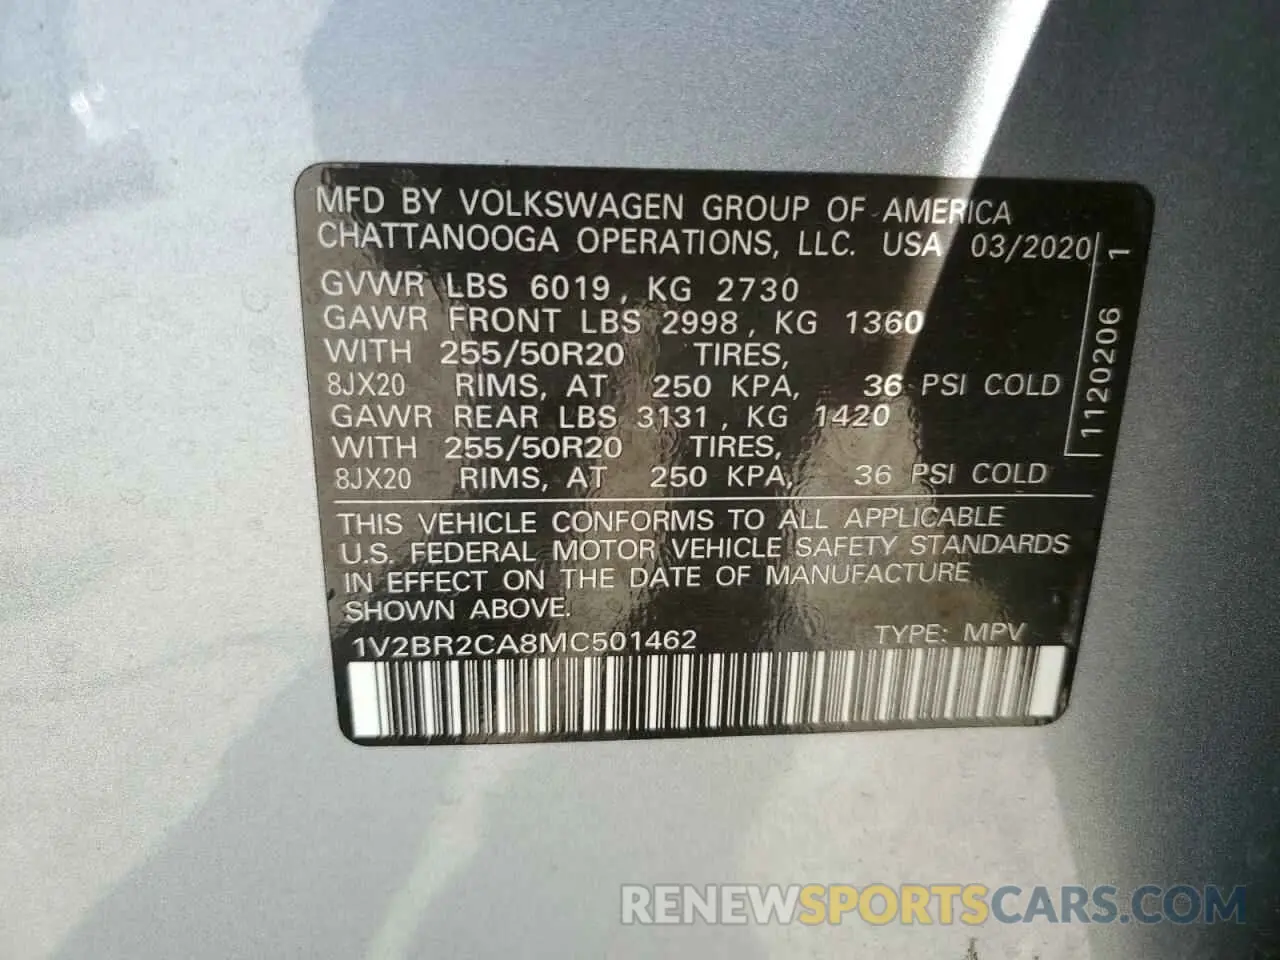 MFD BY VOLKSWAGEN GROUP OF AMERICA
CHATTANOOGA OPERATIONS, LLC. USA 03/2020
GVWR LBS 6019, KG 2730
GAWR FRONT LBS 2998, KG 1360
WITH 255/50R20 TIRES,
8JX20 RIMS, AT 250 KPA, 36 PSI COLD
GAWR REAR LBS 3131, KG 1420
WITH 255/50R20 TIRES,
8JX20 RIMS, AT 250 KPA, 36 PSI COLD
1120206 1
THIS VEHICLE CONFORMS TO ALL APPLICABLE
U.S. FEDERAL MOTOR VEHICLE SAFETY STANDARDS
IN EFFECT ON THE DATE OF MANUFACTURE
SHOWN ABOVE.
1V2BR2CA8MC501462 TYPE: MPV
RENEWSPORTSCARS.COM